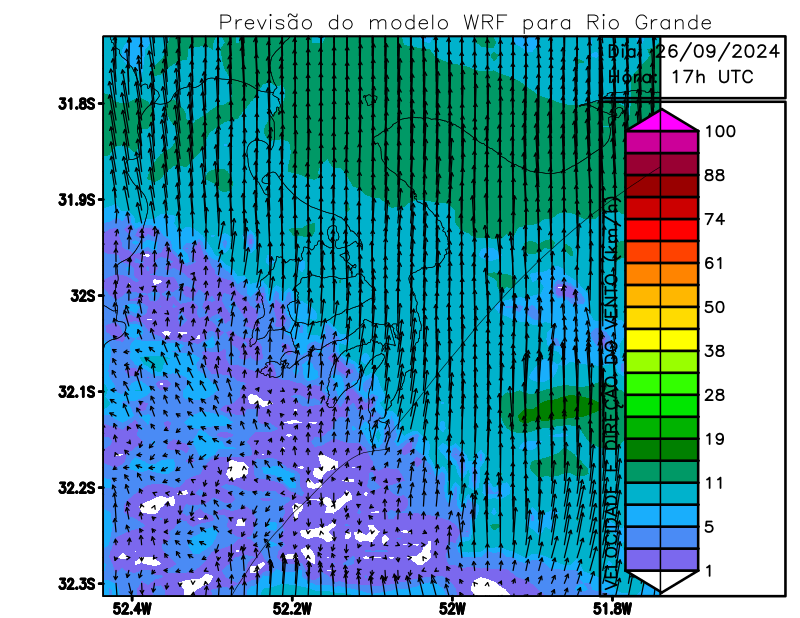 Previsão do modelo WRF para Rio Grande
Dia: 26/09/2024
Hora: 17h UTC
VELOCIDADE E DIREÇÃO DO VENTO (km/h)
100
88
74
61
50
38
28
19
11
5
1
31.8S
31.9S
32S
32.1S
32.2S
32.3S
52.4W
52.2W
52W
51.8W